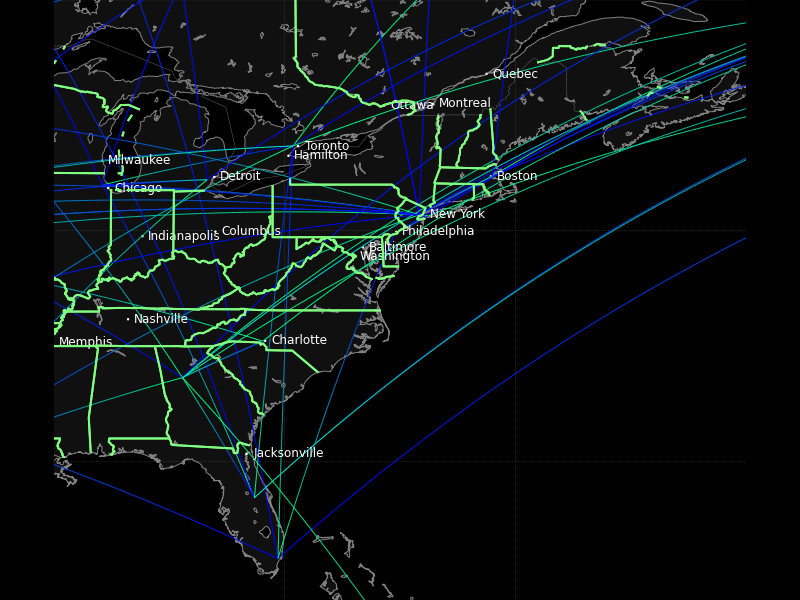 Quebec
Ottawa
Montreal
Toronto
Hamilton
Milwaukee
Detroit
Boston
Chicago
New York
Indianapolis
Columbus
Philadelphia
Baltimore
Washington
Nashville
Memphis
Charlotte
Jacksonville